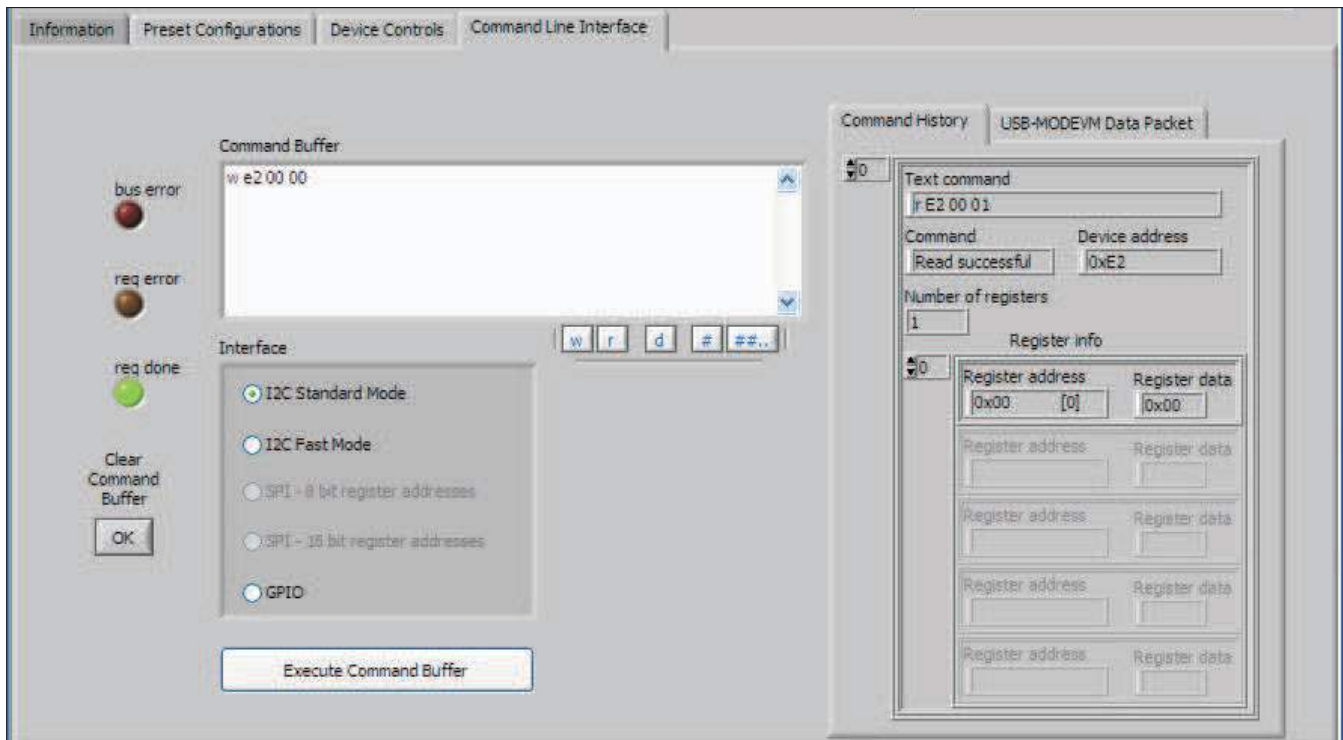 Information
Preset Configurations
Device Controls
Command Line Interface
Command Buffer
w e2 00 00
bus error
req error
req done
Clear
Command
Buffer
OK
w r d # ##..
Interface
I2C Standard Mode
I2C Fast Mode
SPI - 8 bit register addresses
SPI - 16 bit register addresses
GPIO
Execute Command Buffer
Command History
USB-MODEVM Data Packet
0
Text command
r E2 00 01
Command
Device address
Read successful
0xE2
Number of registers
1
Register info
0
Register address
Register data
0x00 [0]
0x00
Register address
Register data
Register address
Register data
Register address
Register data
Register address
Register data